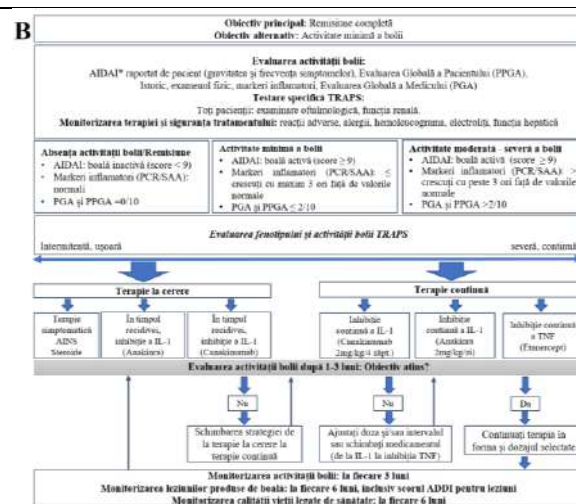 B
Obiectiv principal: Remisiune completă
Obiectiv alternativ: Activitate minimă a bolii
Evaluarea activității bolii:
AIDAI* raportat de pacient (gravitatea și frecvența simptomelor), Evaluarea Globală a Pacientului (PPGA),
Istoric, examenul fizic, markeri inflamatori, Evaluarea Globală a Medicului (PGA)
Testare specifică TRAPS:
Toți pacienții: examinare oftalmologică, funcția renală.
Monitorizarea terapiei și siguranța tratamentului: reacții adverse, alergii, hemoleucograma, electroliți, funcția hepatică
Absența activității bolii/Remisiune
• AIDAI: boală inactivă (score < 9)
• Markeri inflamatori (PCR/SAA):
normali
• PGA și PPGA =0/10
Activitate minimă a bolii
• AIDAI: boală activă (score ≥ 9)
• Markeri inflamatori (PCR/SAA): ≤
crescuți cu maxim 3 ori față de valorile
normale
• PGA și PPGA ≤ 2/10
Activitate moderată - severă a bolii
• AIDAI: boală activă (score ≥ 9)
• Markeri inflamatori (PCR/SAA): >
crescuți cu peste 3 ori față de valorile
normale
• PGA și PPGA >2/10
Evaluarea fenotipului și activității bolii TRAPS
Intermitentă, ușoară
severă, continuă
Terapie la cerere
Terapie continuă
Terapie
simptomatică
AINS
Steroizi
În timpul
recidivei,
inhibiție a IL-1
(Anakinra)
În timpul
recidivei,
inhibiție a IL-1
(Canakinumab)
Inhibiție
continuă a IL-1
(Canakinumab
2mg/kg/4 săpt.)
Inhibiție
continuă a IL-1
(Anakinra
2mg/kg/zi)
Inhibiție continuă
a TNF
(Etanercept)
Evaluarea activității bolii după 1-3 luni: Obiectiv atins?
Nu
Nu
Da
Schimbarea strategiei de
la terapie la cerere la
terapie continuă
Ajustați doza și/sau intervalul
sau schimbați medicamentul
(de la IL-1 la inhibiția TNF)
Continuați terapia în
forma și dozajul selectate
Monitorizarea activității bolii: la fiecare 3 luni
Monitorizarea leziunilor produse de boală: la fiecare 6 luni, inclusiv scorul ADDI pentru leziuni
Monitorizarea calității vieții legate de sănătate: la fiecare 6 luni